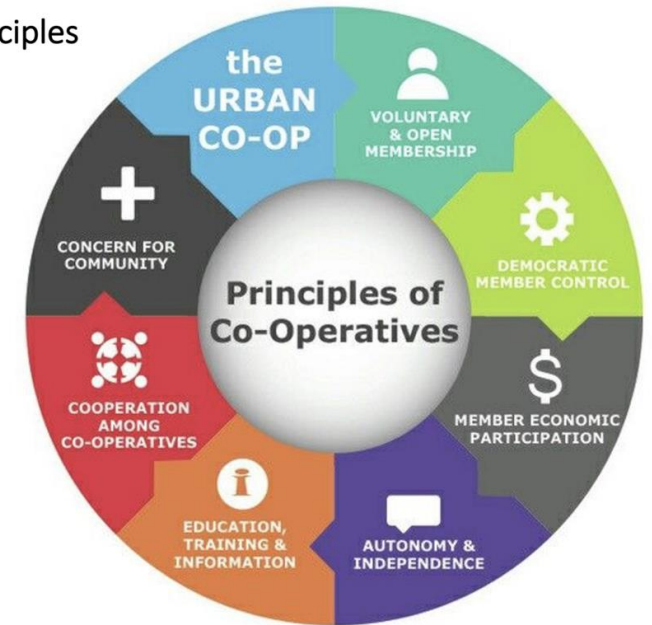 ciples
the
URBAN
CO-OP
VOLUNTARY
& OPEN
MEMBERSHIP
DEMOCRATIC
MEMBER CONTROL
MEMBER ECONOMIC
PARTICIPATION
AUTONOMY &
INDEPENDENCE
EDUCATION,
TRAINING &
INFORMATION
COOPERATION
AMONG
CO-OPERATIVES
CONCERN FOR
COMMUNITY
Principles of
Co-Operatives